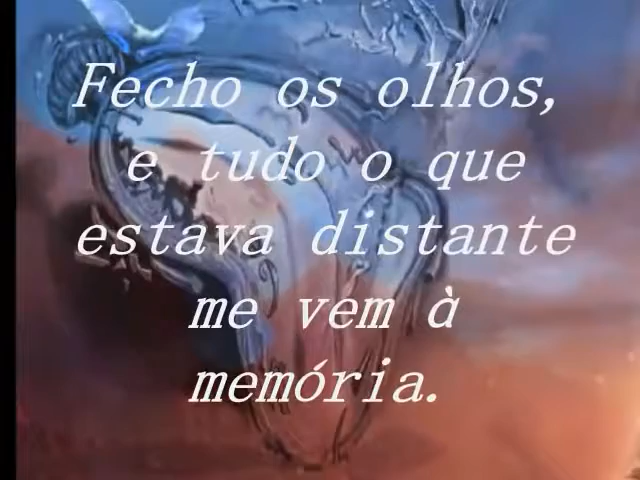 Fecho os olhos,
e tudo o que
estava distante
me vem à
memória.